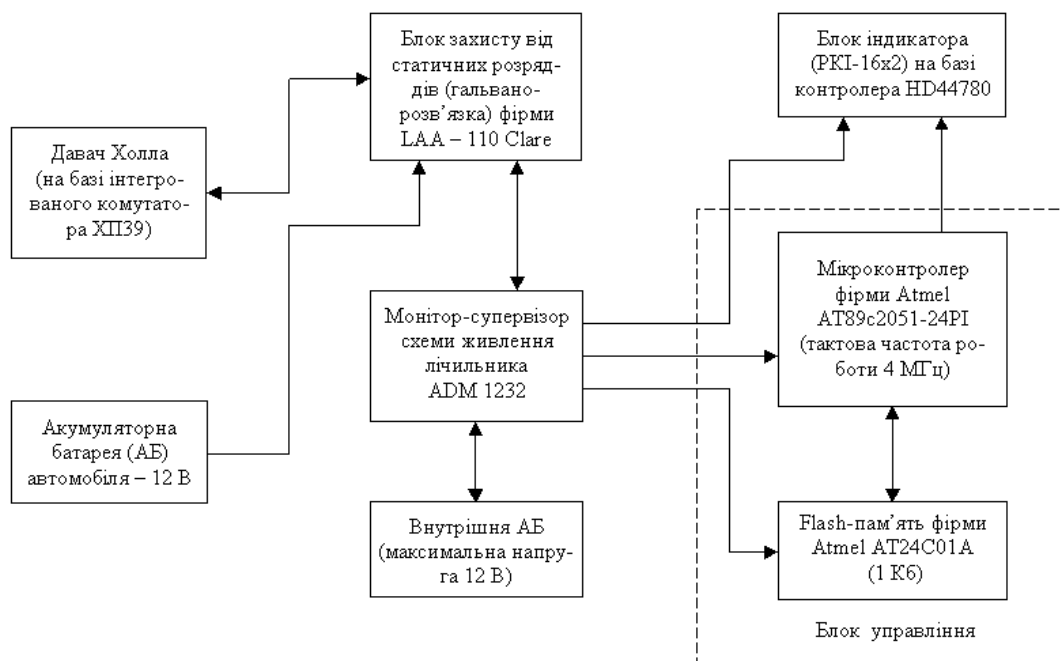 Блок захисту від
статичних розряд-
дів (гальвано-
розв’язка) фірми
LAA – 110 Clare
Блок індикатора
(РКІ-16х2) на базі
контролера HD44780
Давач Холла
(на базі інтегро-
ваного комутато-
ра ХП39)
Мікроконтролер
фірми Atmel
AT89c2051-24PI
(тактова частота ро-
боти 4 МГц)
Монітор-супервізор
схеми живлення
лічильника
ADM 1232
Акумуляторна
батарея (АБ)
автомобіля – 12 В
Внутрішня АБ
(максимальна напру-
га 12 В)
Flash-пам’ять фірми
Atmel AT24C01A
(1 Кб)
Блок управління